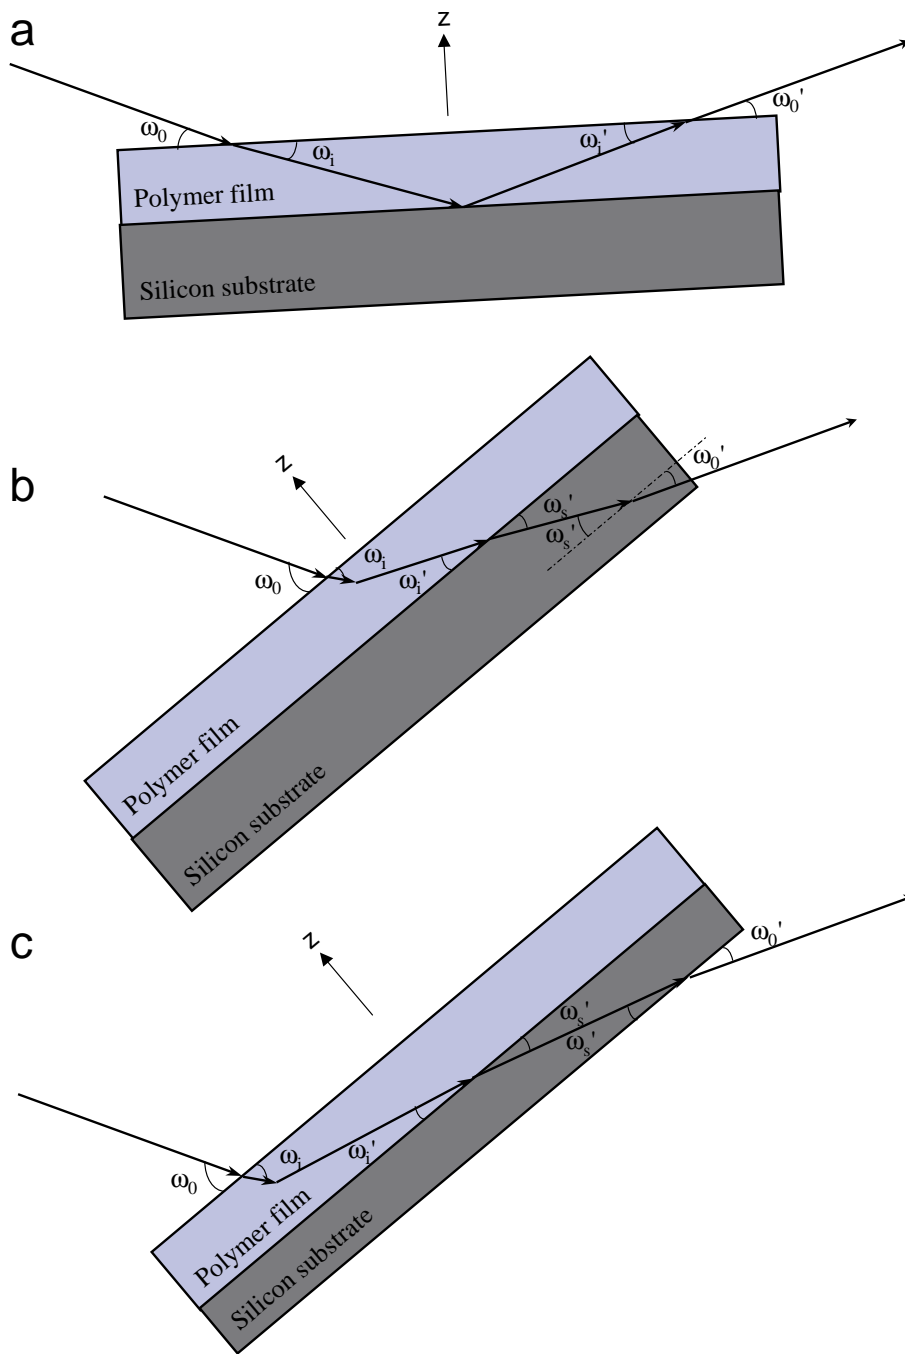 a
z
ω₀
ωᵢ
ωᵢ'
ω₀'
Polymer film
Silicon substrate
b
z
ω₀
ωᵢ
ωᵢ'
ωₛ'
ωₛ'
ω₀'
Polymer film
Silicon substrate
c
z
ω₀
ωᵢ
ωᵢ'
ωₛ'
ωₛ'
ω₀'
Polymer film
Silicon substrate